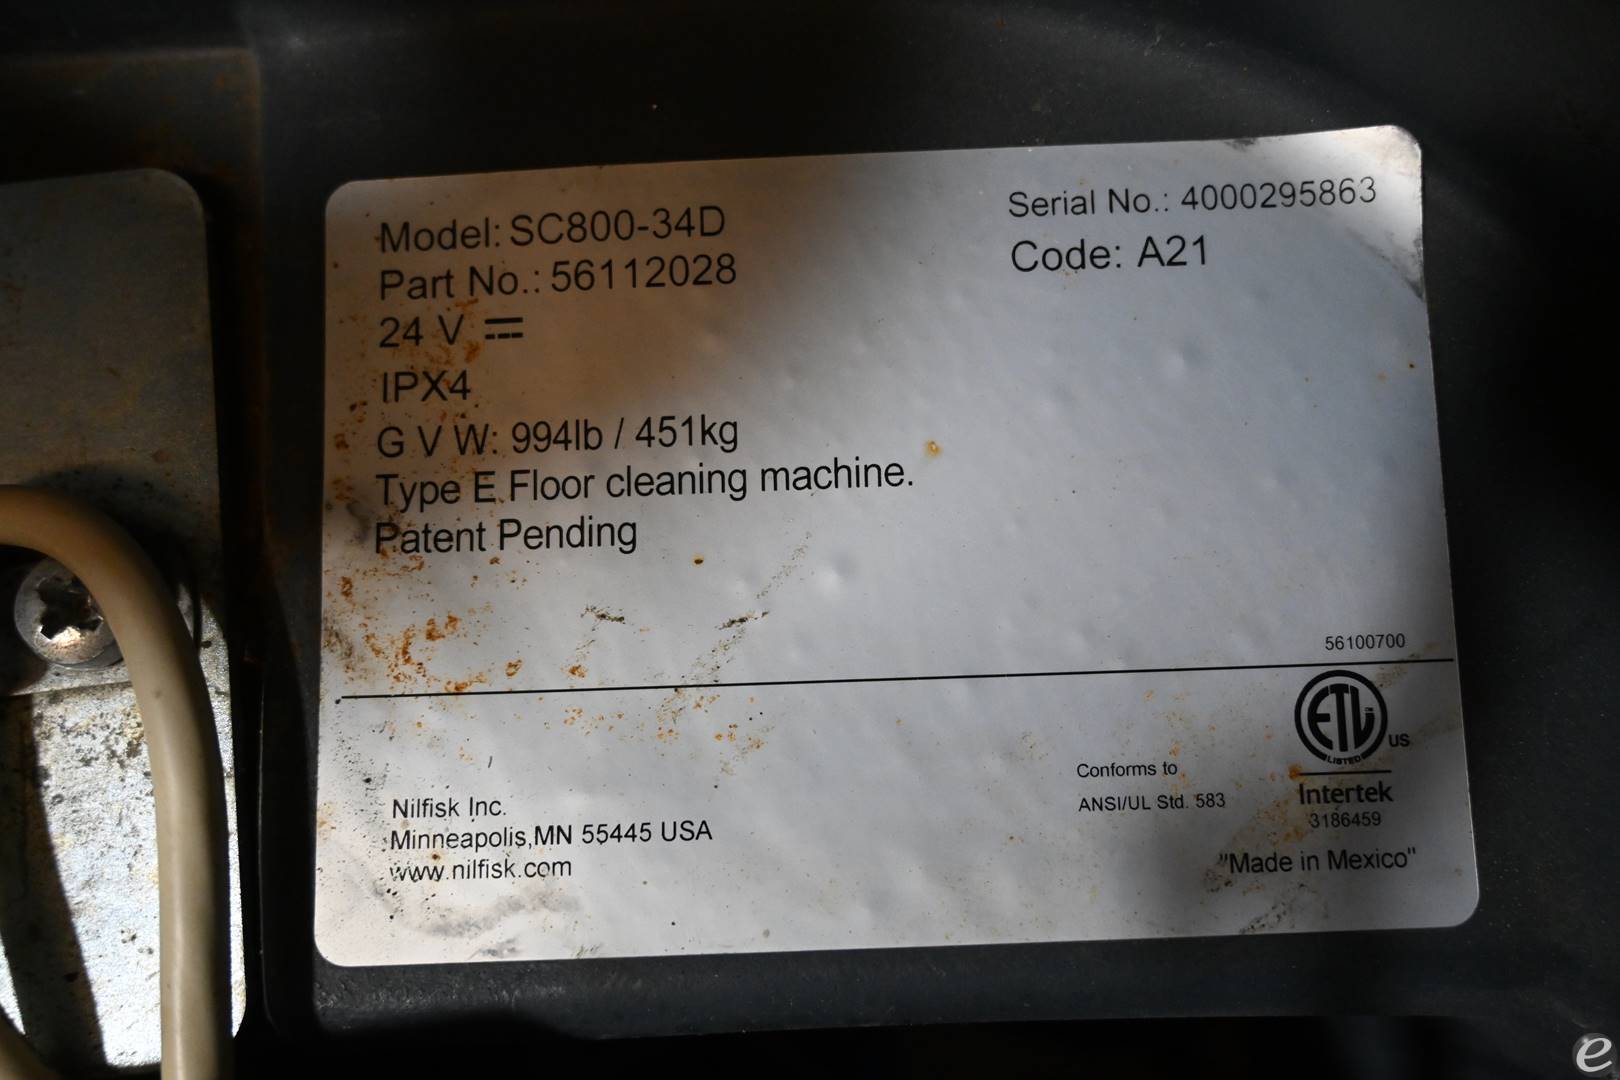 Model: SC800-34D
Part No.: 56112028
24 V ⎓
IPX4
G V W: 994lb / 451kg
Type E Floor cleaning machine.
Patent Pending
Serial No.: 4000295863
Code: A21
56100700
Nilfisk Inc.
Minneapolis,MN 55445 USA
www.nilfisk.com
Conforms to
ANSI/UL Std. 583
ETL
LISTED
US
Intertek
3186459
"Made in Mexico"
e